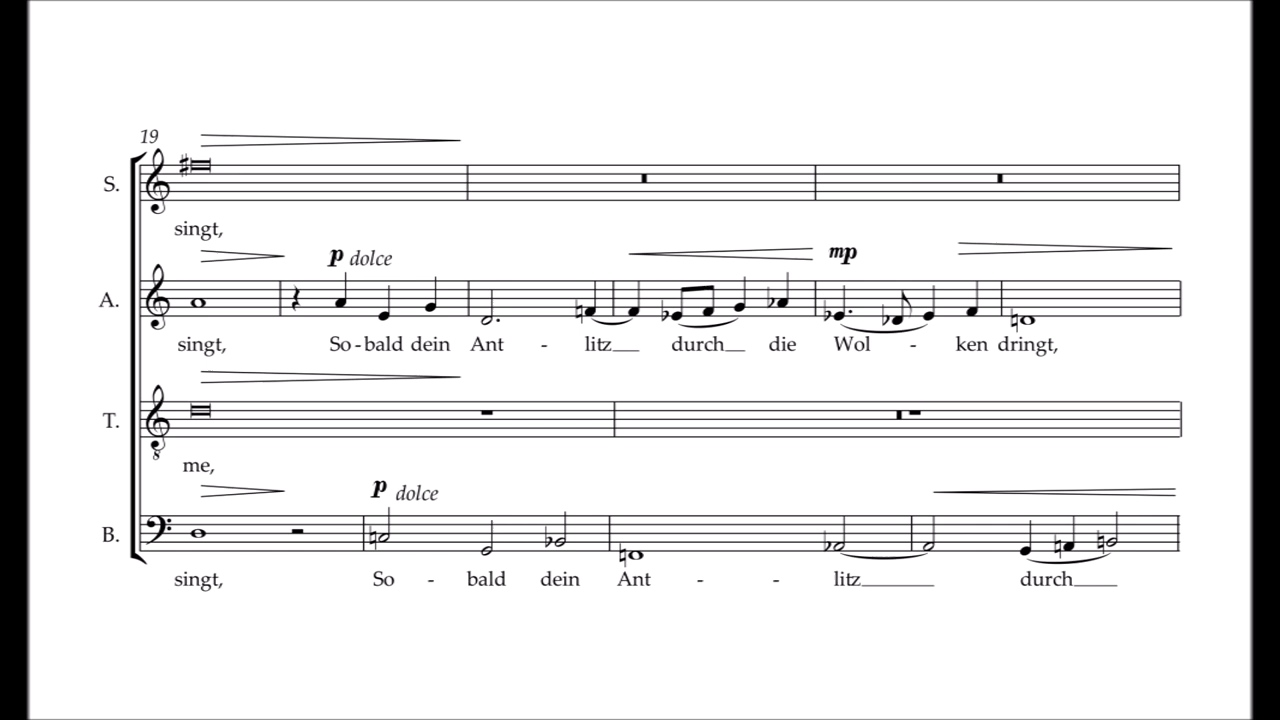 19
S.
singt,
p dolce
mp
A.
singt, So - bald dein Ant - litz durch die Wol - ken dringt,
T.
me,
p dolce
B.
singt, So - bald dein Ant - - litz durch